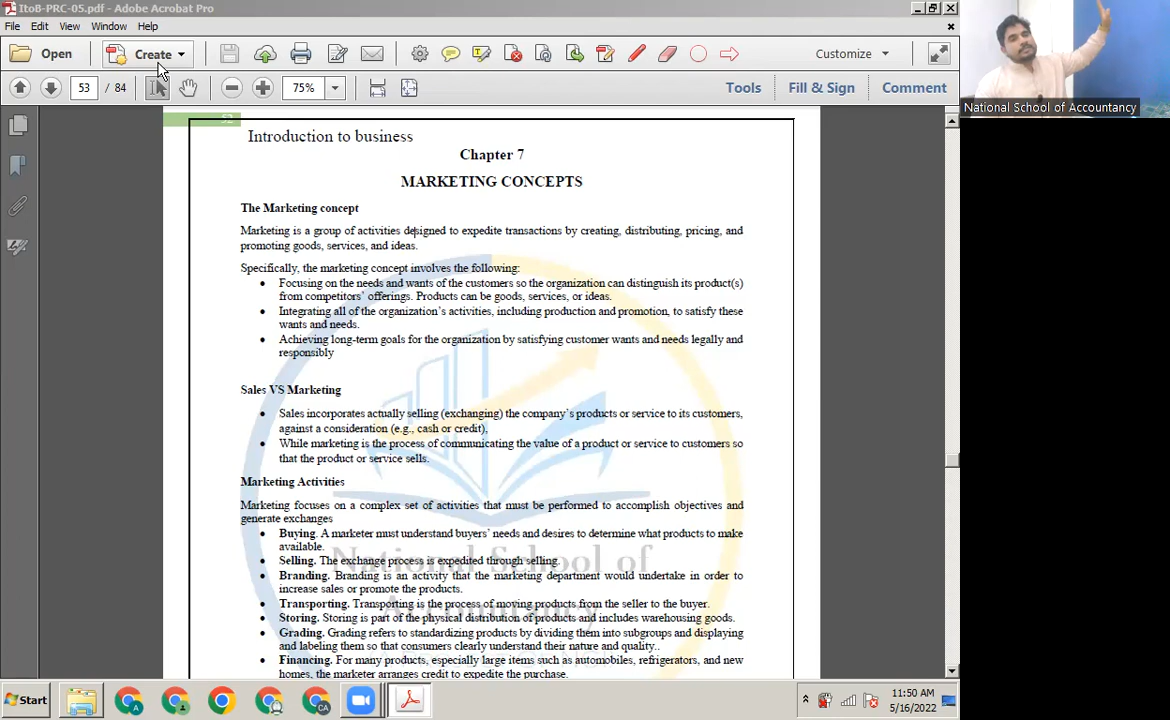 ItoB-PRC-05.pdf - Adobe Acrobat Pro
File Edit View Window Help
Open Create Customize
53 / 84 75% Tools Fill & Sign Comment
National School of Accountancy
52
Introduction to business
Chapter 7
MARKETING CONCEPTS
The Marketing concept
Marketing is a group of activities designed to expedite transactions by creating, distributing, pricing, and
promoting goods, services, and ideas.
Specifically, the marketing concept involves the following:
• Focusing on the needs and wants of the customers so the organization can distinguish its product(s)
from competitors' offerings. Products can be goods, services, or ideas.
• Integrating all of the organization's activities, including production and promotion, to satisfy these
wants and needs.
• Achieving long-term goals for the organization by satisfying customer wants and needs legally and
responsibly
Sales VS Marketing
• Sales incorporates actually selling (exchanging) the company's products or service to its customers,
against a consideration (e.g., cash or credit),
• While marketing is the process of communicating the value of a product or service to customers so
that the product or service sells.
Marketing Activities
Marketing focuses on a complex set of activities that must be performed to accomplish objectives and
generate exchanges
• Buying. A marketer must understand buyers' needs and desires to determine what products to make
available.
• Selling. The exchange process is expedited through selling.
• Branding. Branding is an activity that the marketing department would undertake in order to
increase sales or promote the products.
• Transporting. Transporting is the process of moving products from the seller to the buyer.
• Storing. Storing is part of the physical distribution of products and includes warehousing goods.
• Grading. Grading refers to standardizing products by dividing them into subgroups and displaying
and labeling them so that consumers clearly understand their nature and quality..
• Financing. For many products, especially large items such as automobiles, refrigerators, and new
homes, the marketer arranges credit to expedite the purchase.
National School of
Accountancy
Start
11:50 AM
5/16/2022